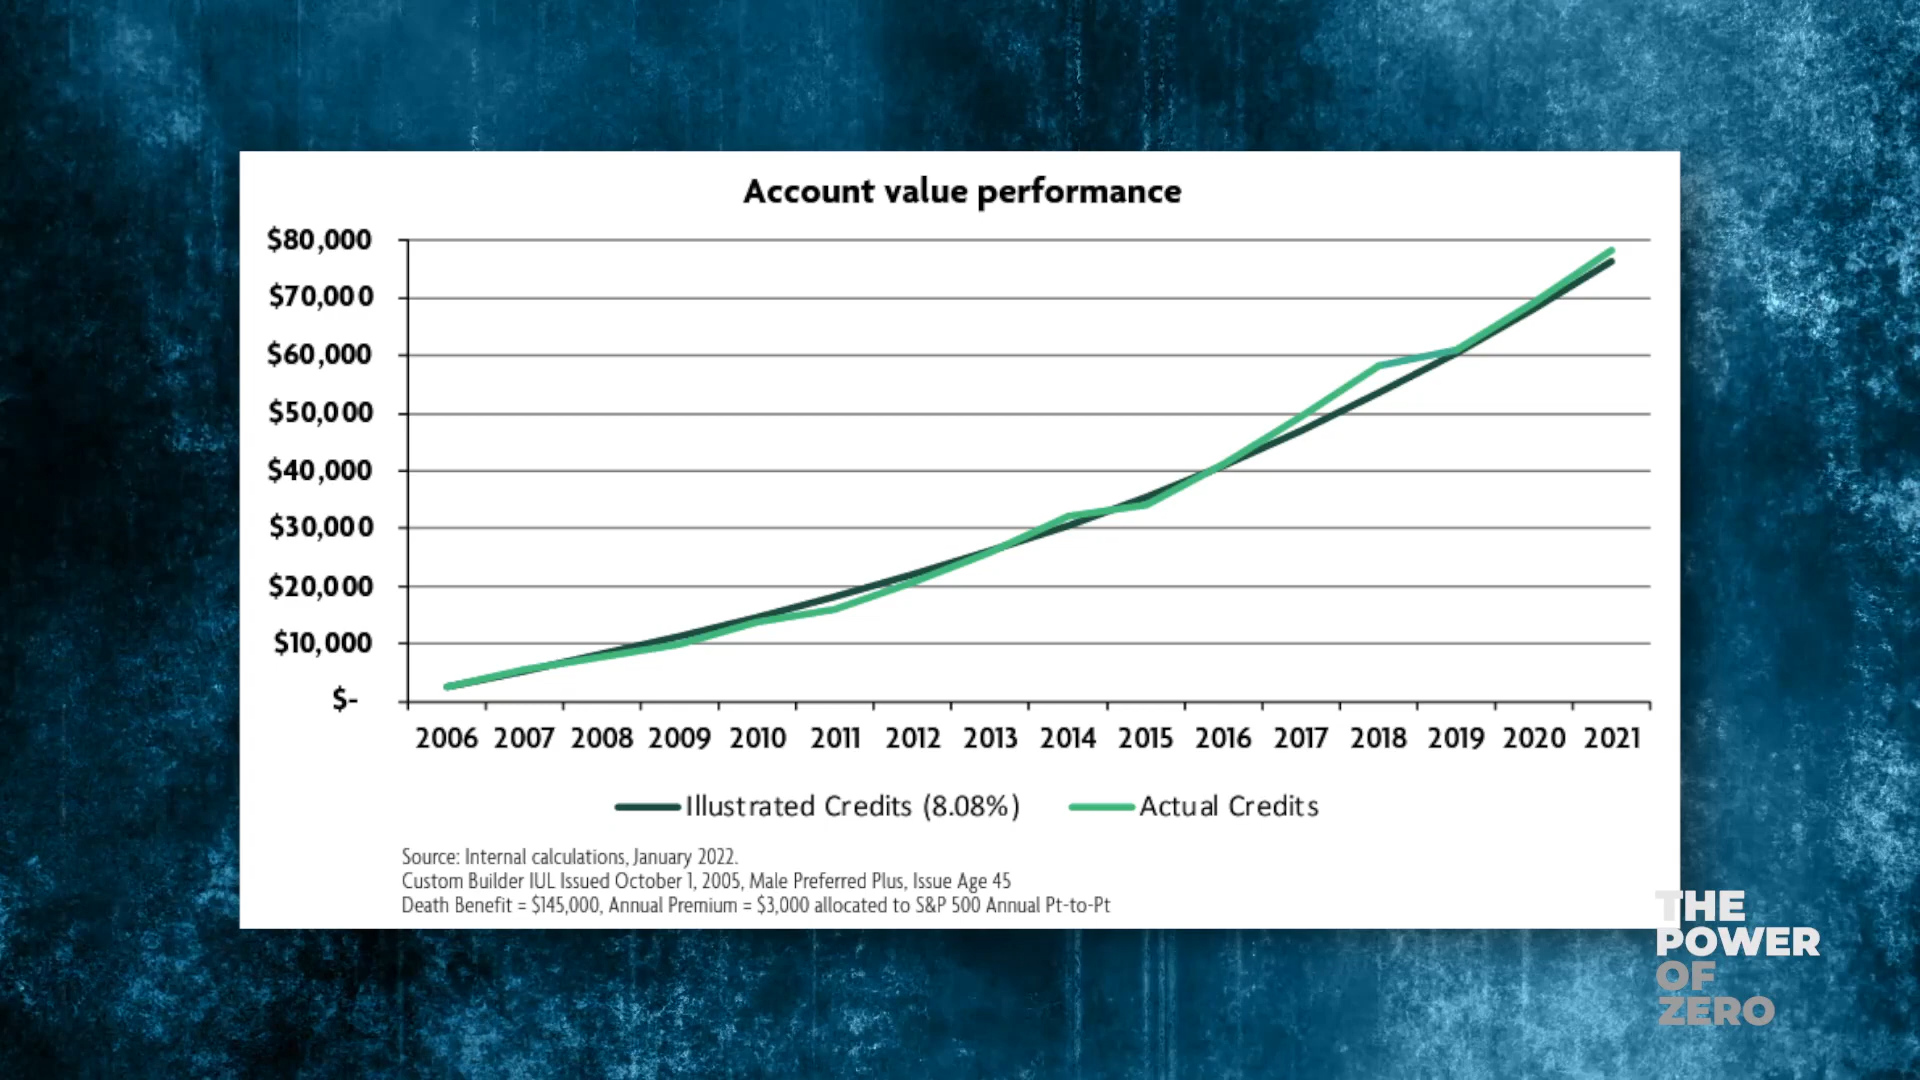 Account value performance
$80,000
$70,000
$60,000
$50,000
$40,000
$30,000
$20,000
$10,000
$-
2006 2007 2008 2009 2010 2011 2012 2013 2014 2015 2016 2017 2018 2019 2020 2021
Illustrated Credits (8.08%) Actual Credits
Source: Internal calculations, January 2022.
Custom Builder IUL Issued October 1, 2005, Male Preferred Plus, Issue Age 45
Death Benefit = $145,000, Annual Premium = $3,000 allocated to S&P 500 Annual Pt-to-Pt
THE
POWER
OF
ZERO